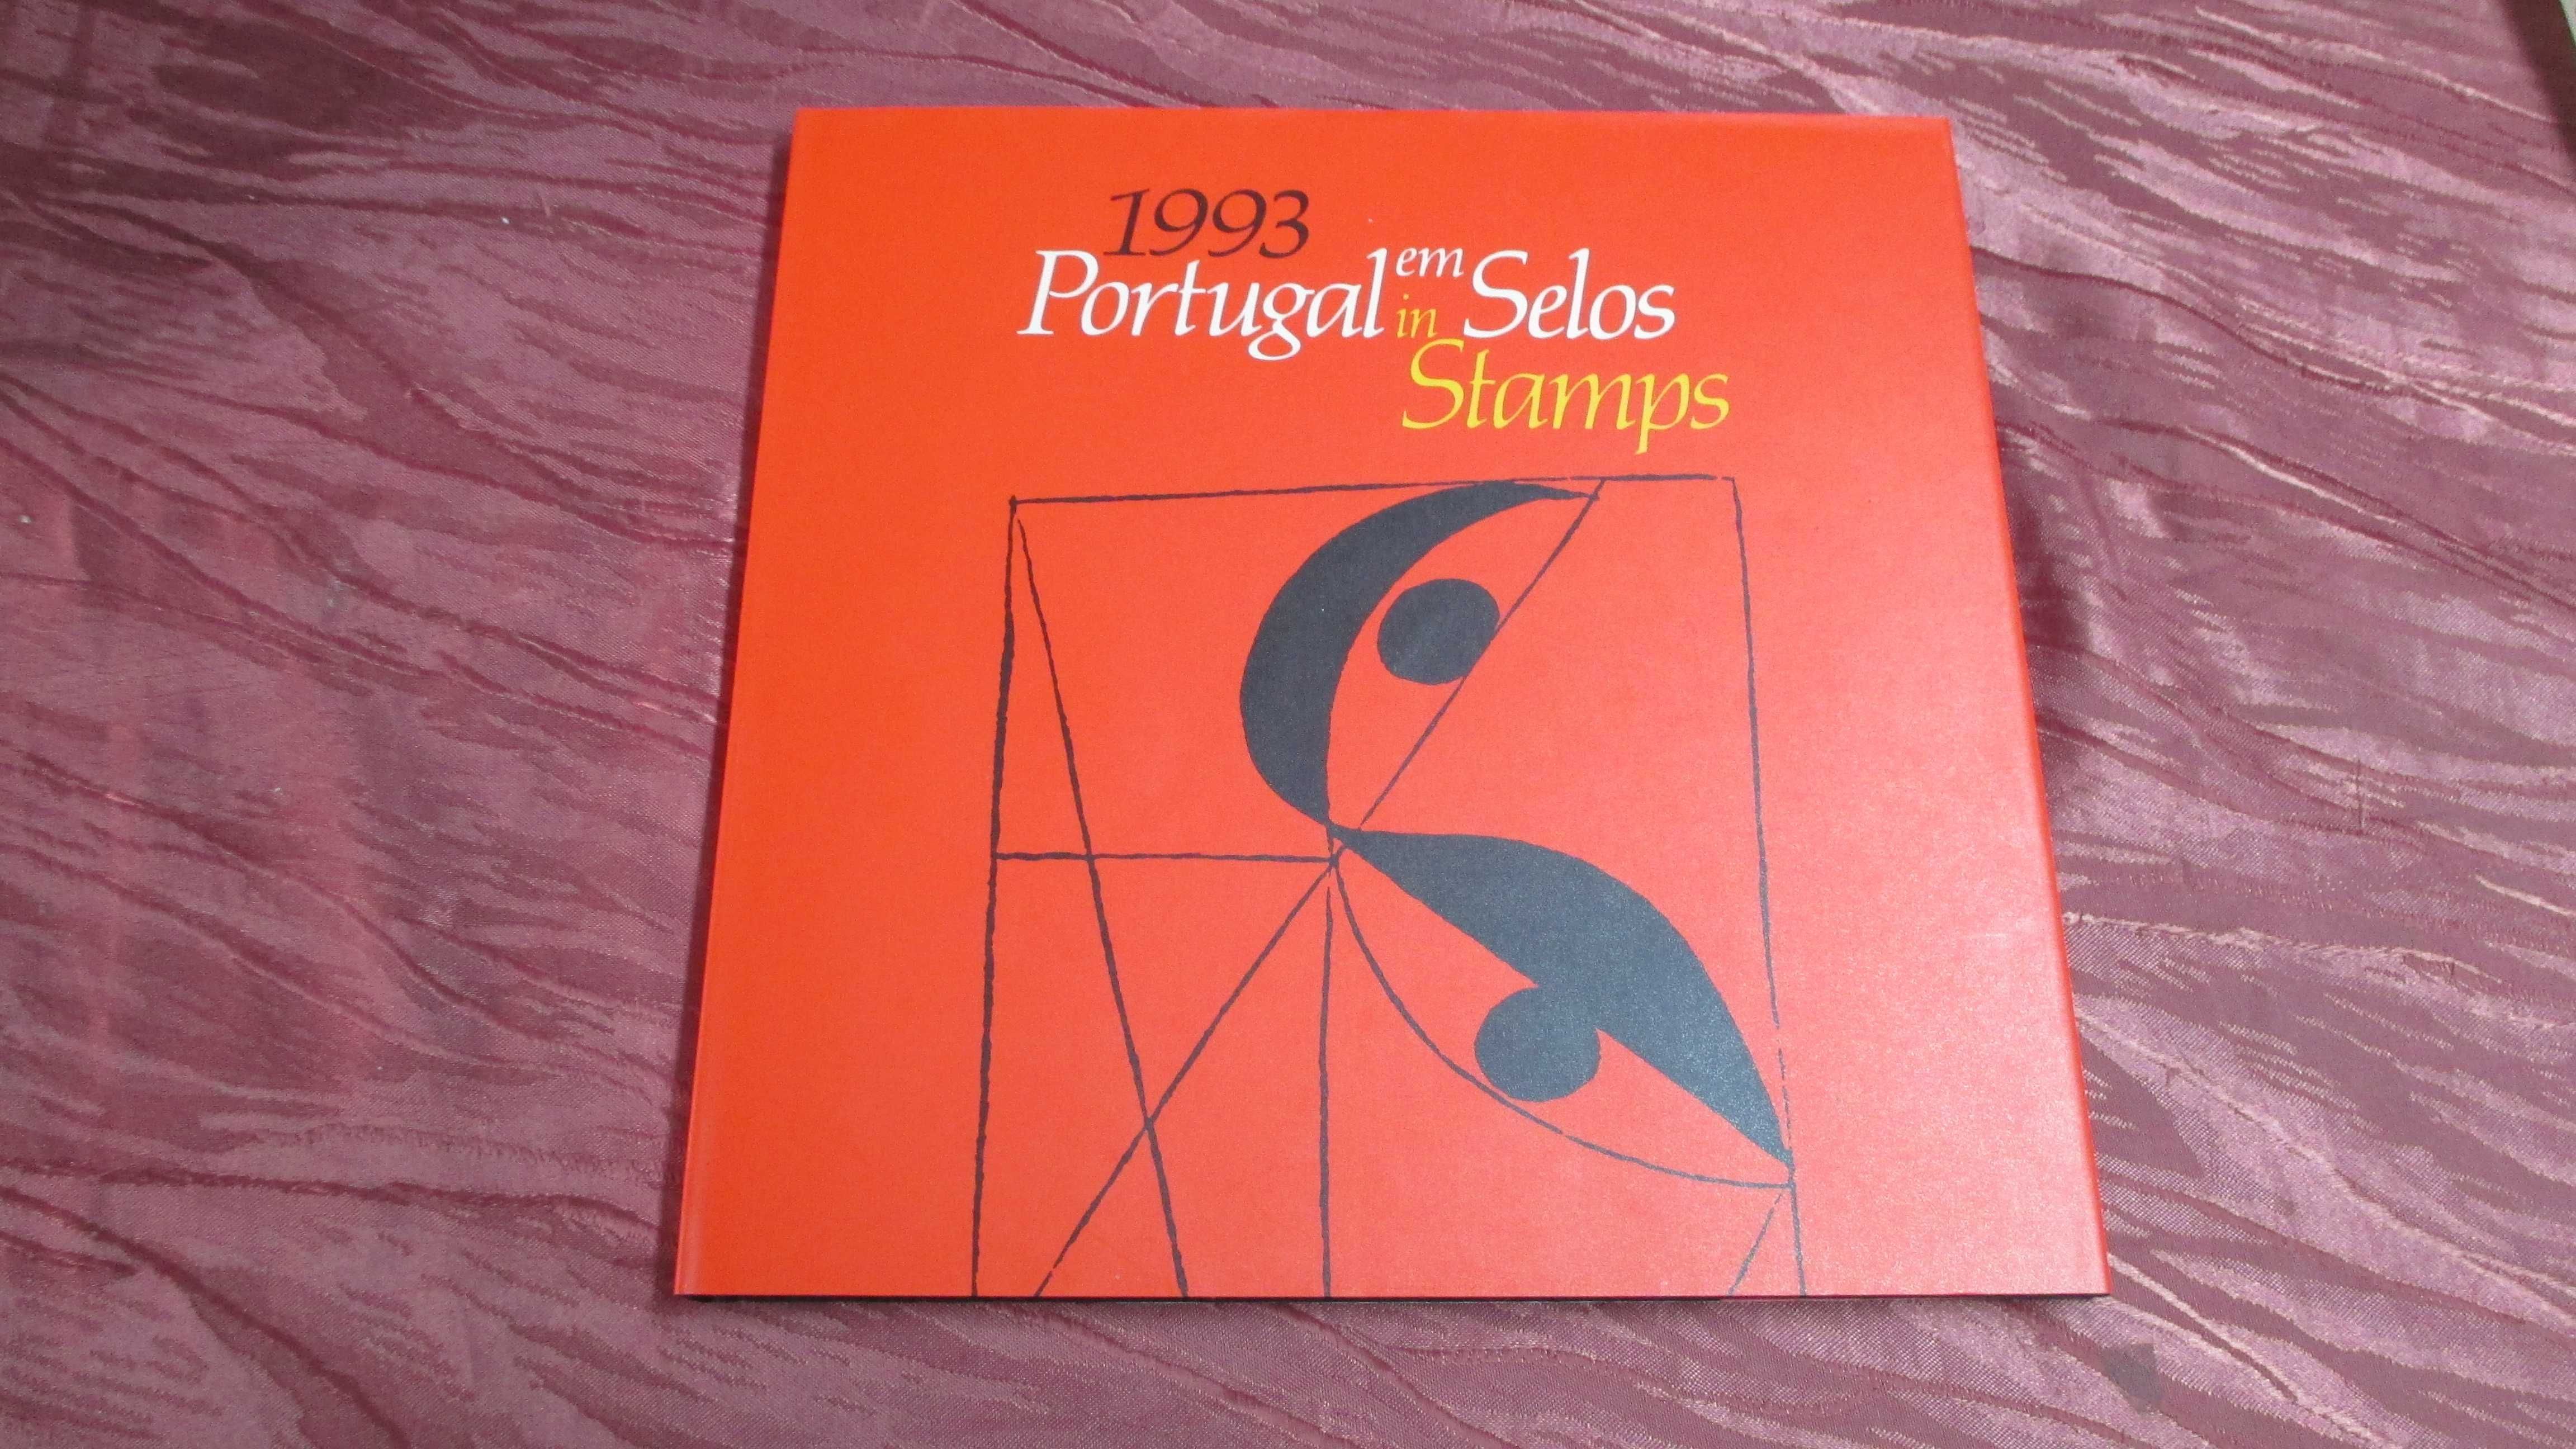 1993
Portugal em Selos
in Stamps